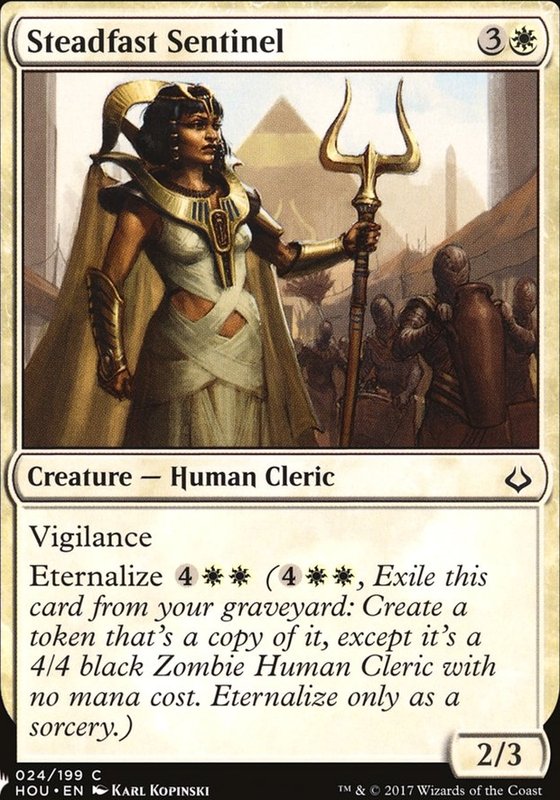 Steadfast Sentinel 3
Creature — Human Cleric
Vigilance
Eternalize 4 (4, Exile this
card from your graveyard: Create a
token that's a copy of it, except it's a
4/4 black Zombie Human Cleric with
no mana cost. Eternalize only as a
sorcery.)
2/3
024/199 C
HOU • EN Karl Kopinski
™ & © 2017 Wizards of the Coast